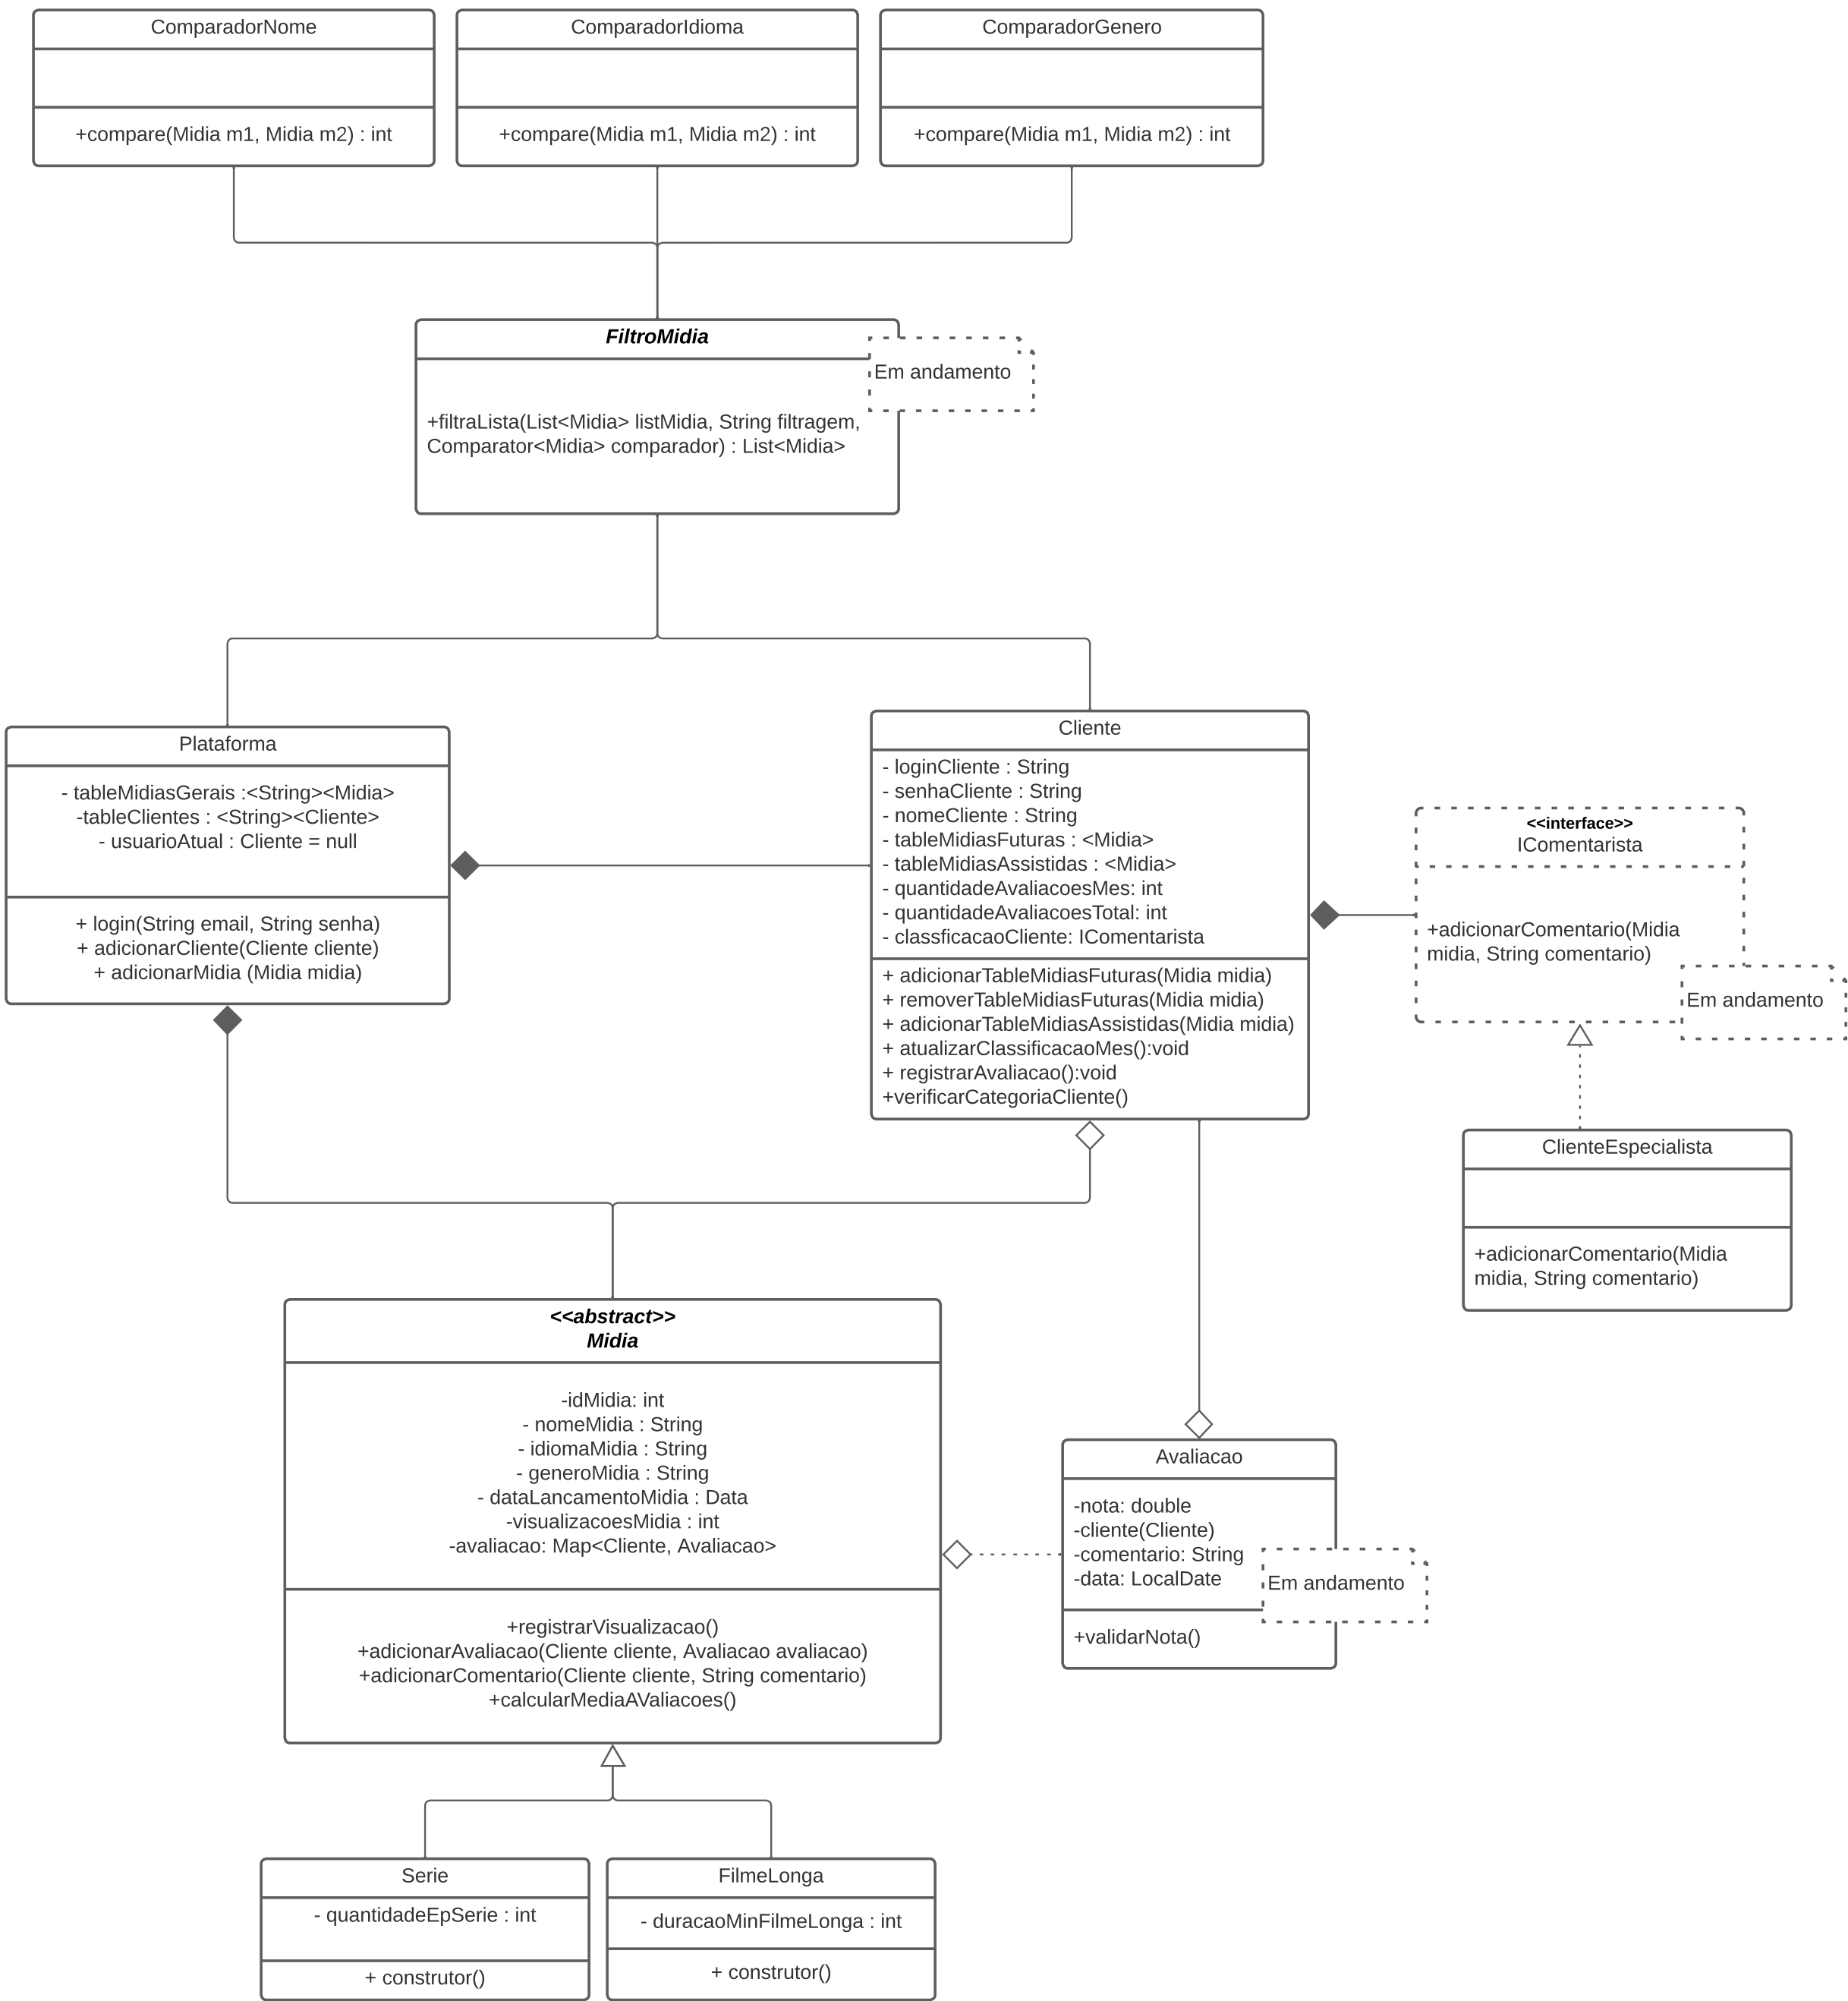 ComparadorNome
+compare(Midia m1, Midia m2) : int
ComparadorIdioma
+compare(Midia m1, Midia m2) : int
ComparadorGenero
+compare(Midia m1, Midia m2) : int
FiltroMidia
Em andamento
+filtraLista(List<Midia> listMidia, String filtragem,
Comparator<Midia> comparador) : List<Midia>
Plataforma
- tableMidiasGerais :<String><Midia>
-tableClientes : <String><Cliente>
- usuarioAtual : Cliente = null
+ login(String email, String senha)
+ adicionarCliente(Cliente cliente)
+ adicionarMidia (Midia midia)
Cliente
- loginCliente : String
- senhaCliente : String
- nomeCliente : String
- tableMidiasFuturas : <Midia>
- tableMidiasAssistidas : <Midia>
- quantidadeAvaliacoesMes: int
- quantidadeAvaliacoesTotal: int
- classficacaoCliente: IComentarista
+ adicionarTableMidiasFuturas(Midia midia)
+ removerTableMidiasFuturas(Midia midia)
+ adicionarTableMidiasAssistidas(Midia midia)
+ atualizarClassificacaoMes():void
+ registrarAvaliacao():void
+verificarCategoriaCliente()
<<interface>>
IComentarista
+adicionarComentario(Midia
midia, String comentario)
Em andamento
ClienteEspecialista
+adicionarComentario(Midia
midia, String comentario)
<<abstract>>
Midia
-idMidia: int
- nomeMidia : String
- idiomaMidia : String
- generoMidia : String
- dataLancamentoMidia : Data
-visualizacoesMidia : int
-avaliacao: Map<Cliente, Avaliacao>
+registrarVisualizacao()
+adicionarAvaliacao(Cliente cliente, Avaliacao avaliacao)
+adicionarComentario(Cliente cliente, String comentario)
+calcularMediaAValiacoes()
Avaliacao
-nota: double
-cliente(Cliente)
-comentario: String
-data: LocalDate
Em andamento
+validarNota()
Serie
- quantidadeEpSerie : int
+ construtor()
FilmeLonga
- duracaoMinFilmeLonga : int
+ construtor()